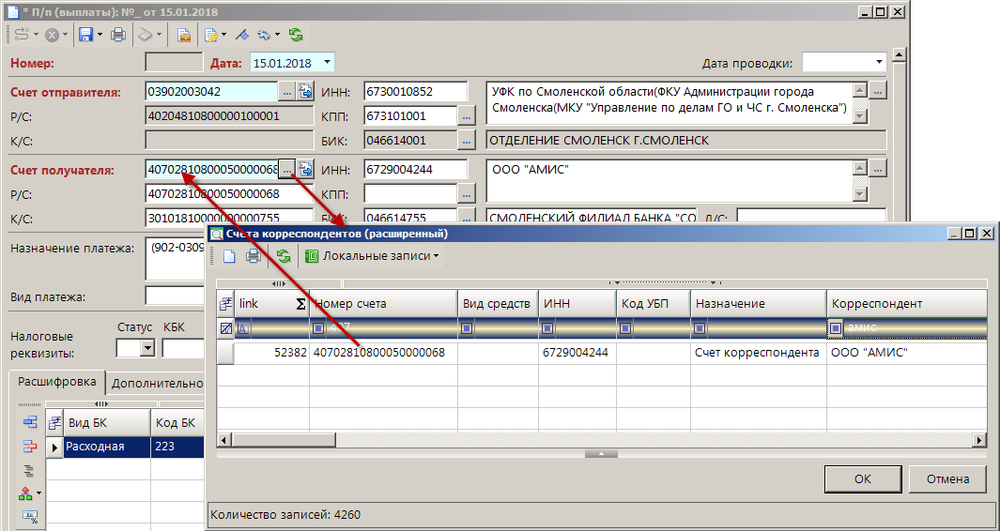 * П/п (выплаты): №_ от 15.01.2018
Номер: Дата: 15.01.2018 Дата проводки:
Счет отправителя: 03902003042 ... ИНН: 6730010852 УФК по Смоленской области(ФКУ Администрации города ...
Смоленска(МКУ "Управление по делам ГО и ЧС г. Смоленска")
Р/С: 40204810800000100001 КПП: 673101001 ...
К/С: БИК: 046614001 ... ОТДЕЛЕНИЕ СМОЛЕНСК Г.СМОЛЕНСК
Счет получателя: 40702810800050000068 ... ИНН: 6729004244 ООО "АМИС" ...
Р/С: 40702810800050000068 КПП: ...
К/С: 30101810000000000755 БИК: 046614755 ... СМОЛЕНСКИЙ ФИЛИАЛ БАНКА "СО Л/С:
Назначение платежа: (902-0309
Вид платежа:
Статус КБК
Налоговые
реквизиты:
Расшифровка Дополнительно
Вид БК Код БК
Расходная 223
Счета корреспондентов (расширенный)
Локальные записи
link Σ Номер счета Вид средств ИНН Код УБП Назначение Корреспондент
407 амис
52382 40702810800050000068 6729004244 Счет корреспондента ООО "АМИС"
ОК Отмена
Количество записей: 4260